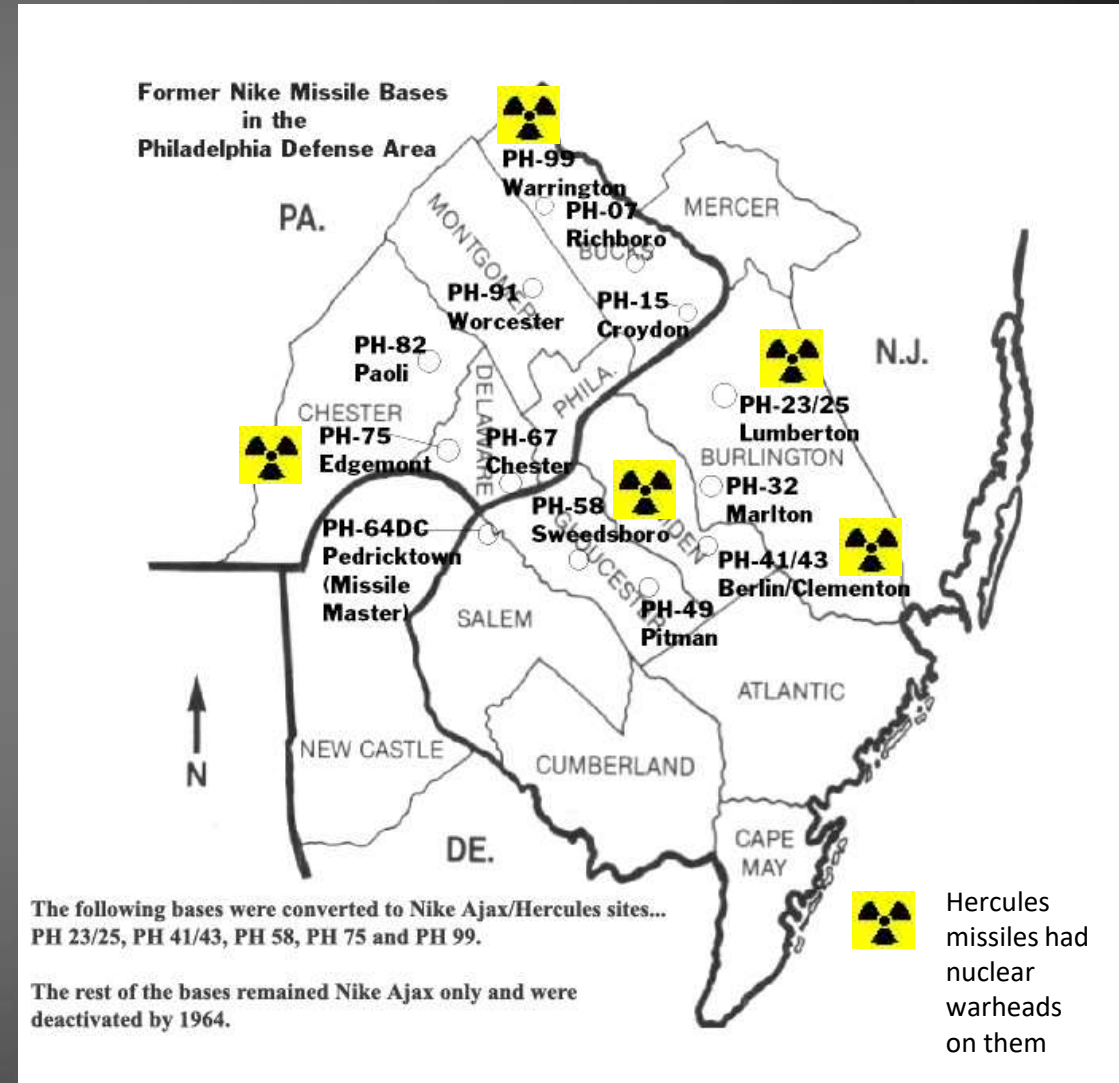 Former Nike Missile Bases
in the
Philadelphia Defense Area
PA.
PH-99
Warrington
PH-07
Richboro
BUCKS
MERCER
MONTGOMER
PH-91
Worcester
PH-15
Croydon
N.J.
PH-82
Paoli
DELAWARE
PHILA.
CHESTER
PH-75
Edgemont
PH-67
Chester
PH-23/25
Lumberton
BURLINGTON
PH-32
Marlton
PH-58
Sweedsboro
PH-64DC
Pedricktown
(Missile
Master)
GLOUCESTER
MDEN
PH-41/43
Berlin/Clementon
PH-49
Pitman
SALEM
ATLANTIC
N
NEW CASTLE
CUMBERLAND
DE.
CAPE
MAY
The following bases were converted to Nike Ajax/Hercules sites...
PH 23/25, PH 41/43, PH 58, PH 75 and PH 99.
The rest of the bases remained Nike Ajax only and were
deactivated by 1964.
Hercules
missiles had
nuclear
warheads
on them